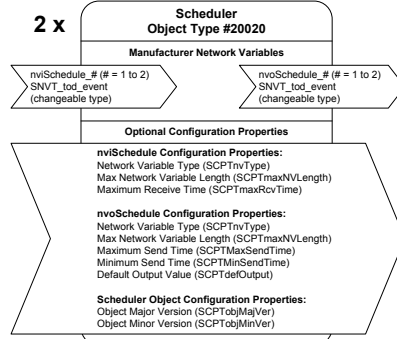 2 x
Scheduler
Object Type #20020
Manufacturer Network Variables
nviSchedule_# (# = 1 to 2)
SNVT_tod_event
(changeable type)
nvoSchedule_# (# = 1 to 2)
SNVT_tod_event
(changeable type)
Optional Configuration Properties
nviSchedule Configuration Properties:
Network Variable Type (SCPTnvType)
Max Network Variable Length (SCPTmaxNVLength)
Maximum Receive Time (SCPTmaxRcvTime)
nvoSchedule Configuration Properties:
Network Variable Type (SCPTnvType)
Max Network Variable Length (SCPTmaxNVLength)
Maximum Send Time (SCPTMaxSendTime)
Minimum Send Time (SCPTMinSendTime)
Default Output Value (SCPTdefOutput)
Scheduler Object Configuration Properties:
Object Major Version (SCPTobjMajVer)
Object Minor Version (SCPTobjMinVer)